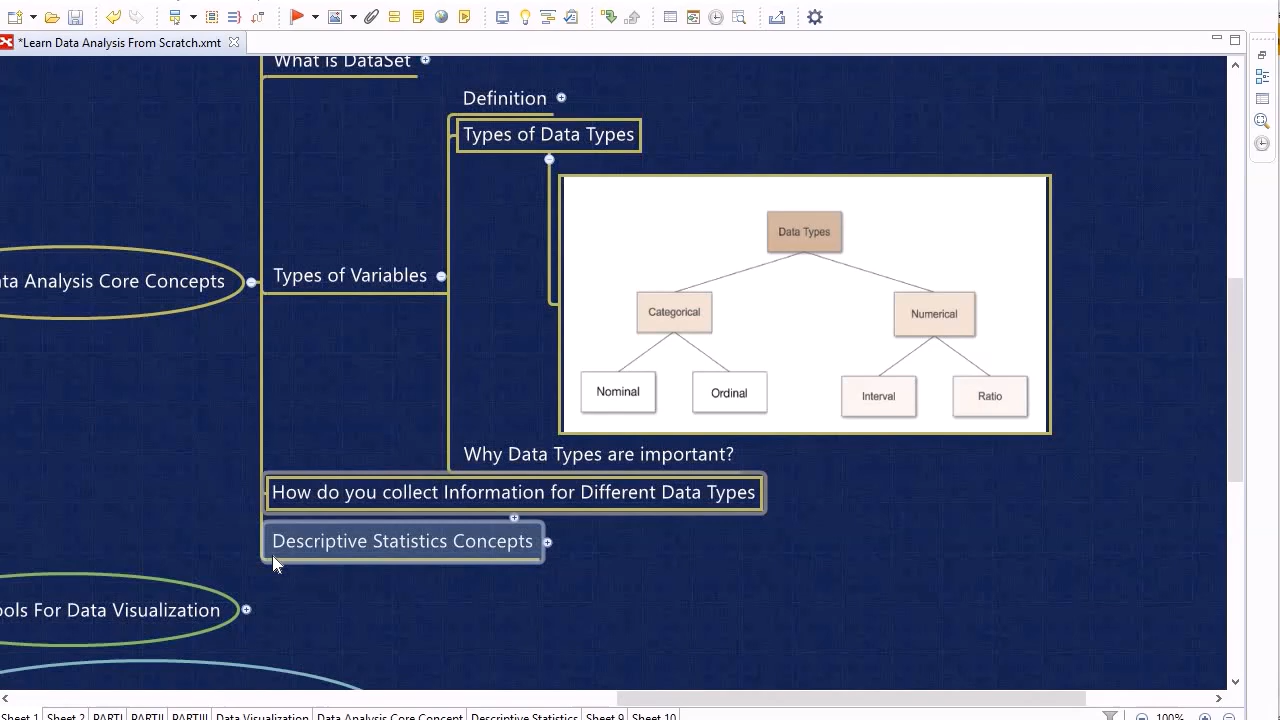 *Learn Data Analysis From Scratch.xmt
What is DataSet
Definition
Types of Data Types
Data Types
Types of Variables
ata Analysis Core Concepts
Categorical
Numerical
Nominal
Ordinal
Interval
Ratio
Why Data Types are important?
How do you collect Information for Different Data Types
Descriptive Statistics Concepts
ools For Data Visualization
Sheet 1
Sheet 2
PARTI
PARTII
PARTIII
Data Visualization
Data Analysis Core Concept
Descriptive Statistics
Sheet 9
Sheet 10
100%